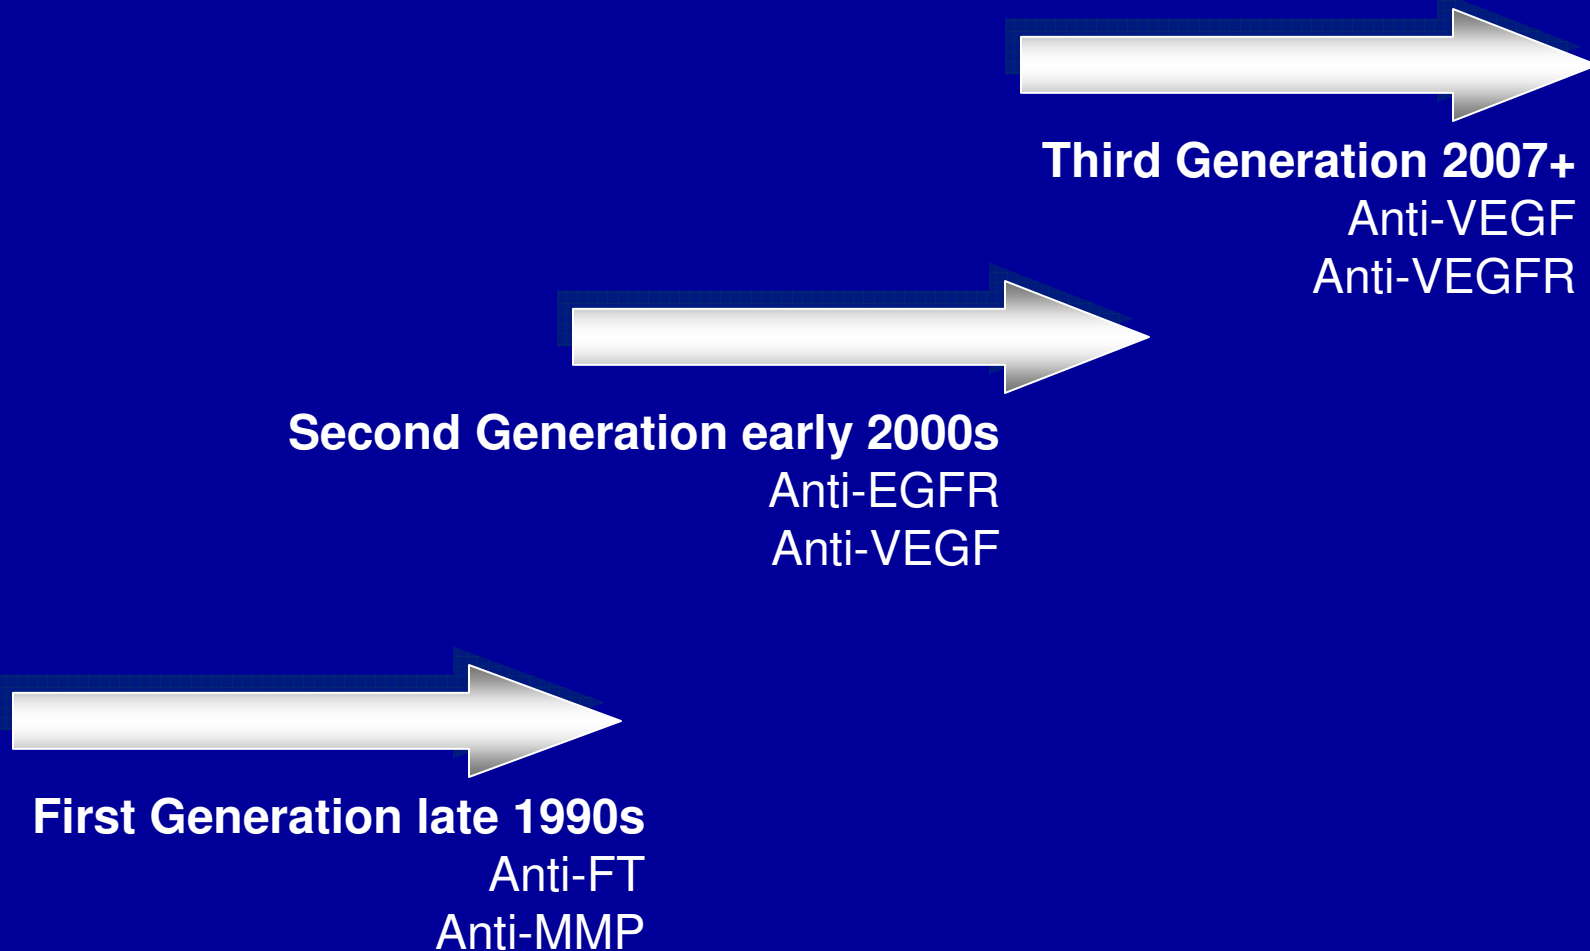 Third Generation 2007+
Anti-VEGF
Anti-VEGFR
Second Generation early 2000s
Anti-EGFR
Anti-VEGF
First Generation late 1990s
Anti-FT
Anti-MMP